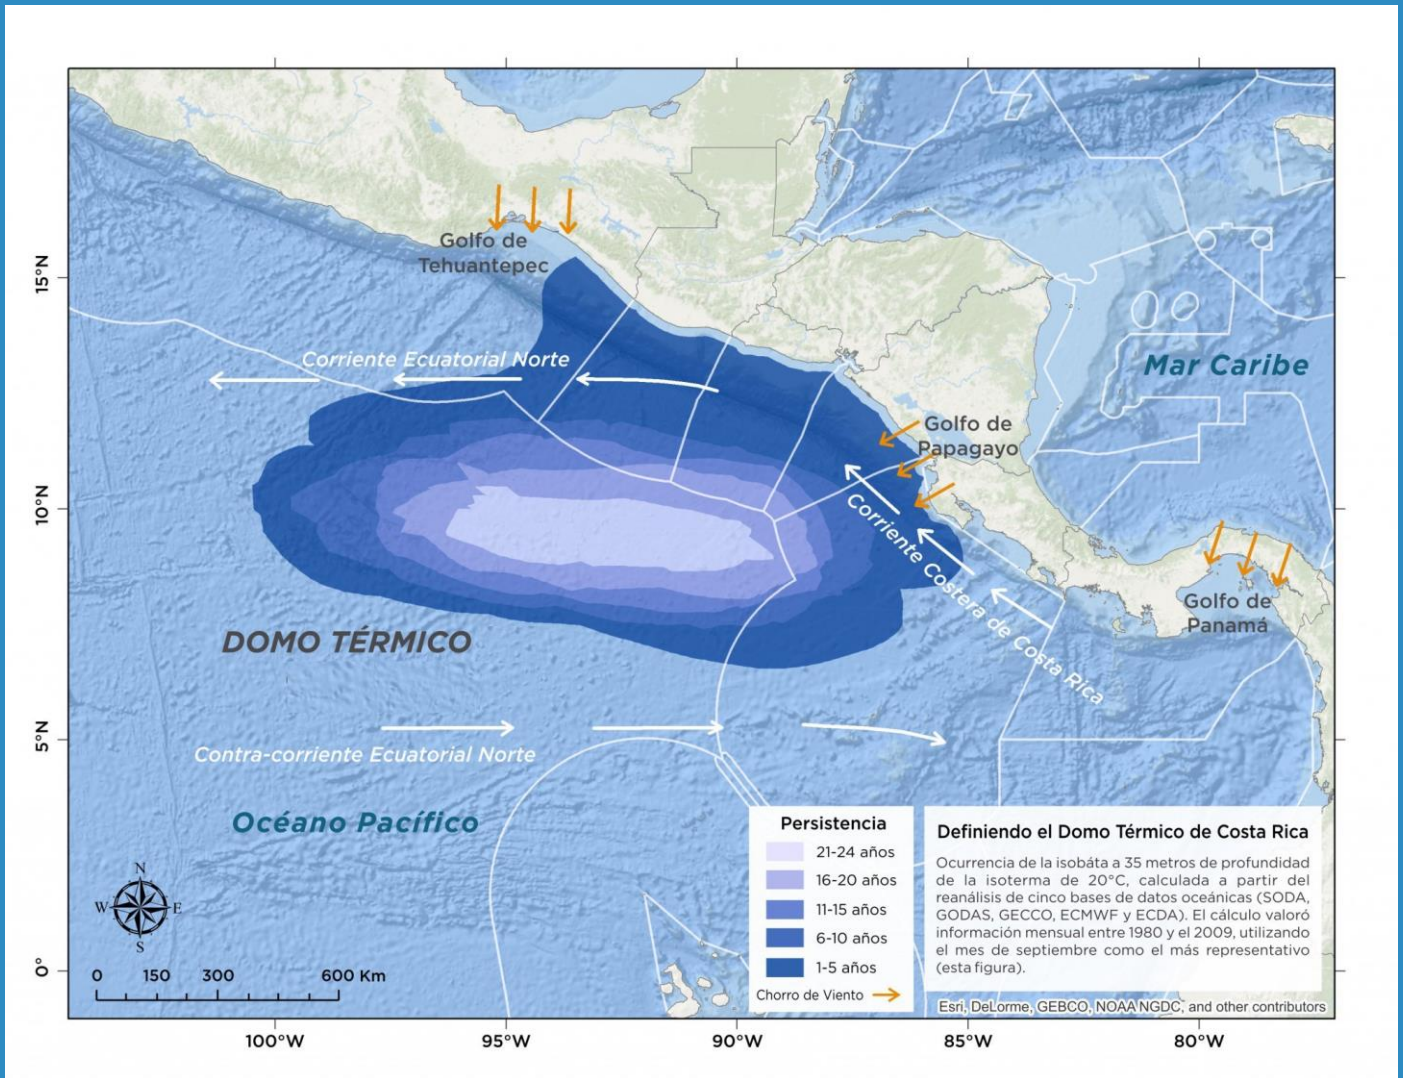 Golfo de
Tehuantepec
15°N
Corriente Ecuatorial Norte
Mar Caribe
Golfo de
Papagayo
10°N
Corriente Costera de Costa Rica
Golfo de
Panamá
DOMO TÉRMICO
5°N
Contra-corriente Ecuatorial Norte
Océano Pacífico
Persistencia
21-24 años
16-20 años
11-15 años
6-10 años
1-5 años
Chorro de Viento
Definiendo el Domo Térmico de Costa Rica
Ocurrencia de la isobáta a 35 metros de profundidad
de la isoterma de 20°C, calculada a partir del
reanálisis de cinco bases de datos oceánicas (SODA,
GODAS, GECCO, ECMWF y ECDA). El cálculo valoró
información mensual entre 1980 y el 2009, utilizando
el mes de septiembre como el más representativo
(esta figura).
N
W E
S
0°
0 150 300 600 Km
Esri, DeLorme, GEBCO, NOAA NGDC, and other contributors
100°W 95°W 90°W 85°W 80°W